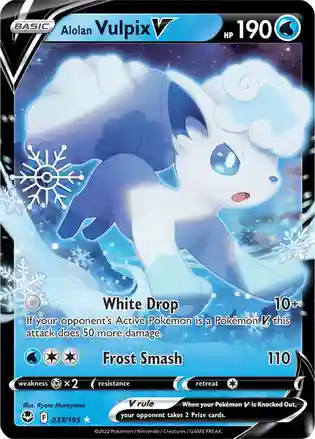 BASIC
Alolan Vulpix V HP 190
White Drop 10+
If your opponent's Active Pokémon is a Pokémon V, this
attack does 50 more damage.
Frost Smash 110
weakness ×2 resistance retreat
Illus. Ryota Murayama
V rule When your Pokémon V is Knocked Out,
your opponent takes 2 Prize cards.
F 033/195
©2022 Pokémon / Nintendo / Creatures / GAME FREAK.